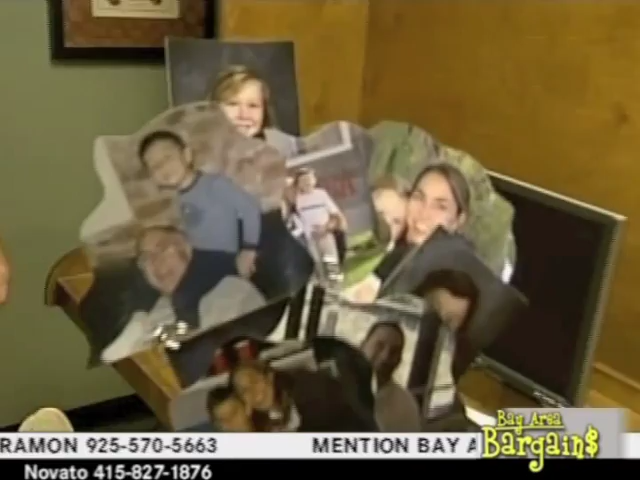 RAMON 925-570-5663 MENTION BAY A
Bay Area
Bargain$
Novato 415-827-1876